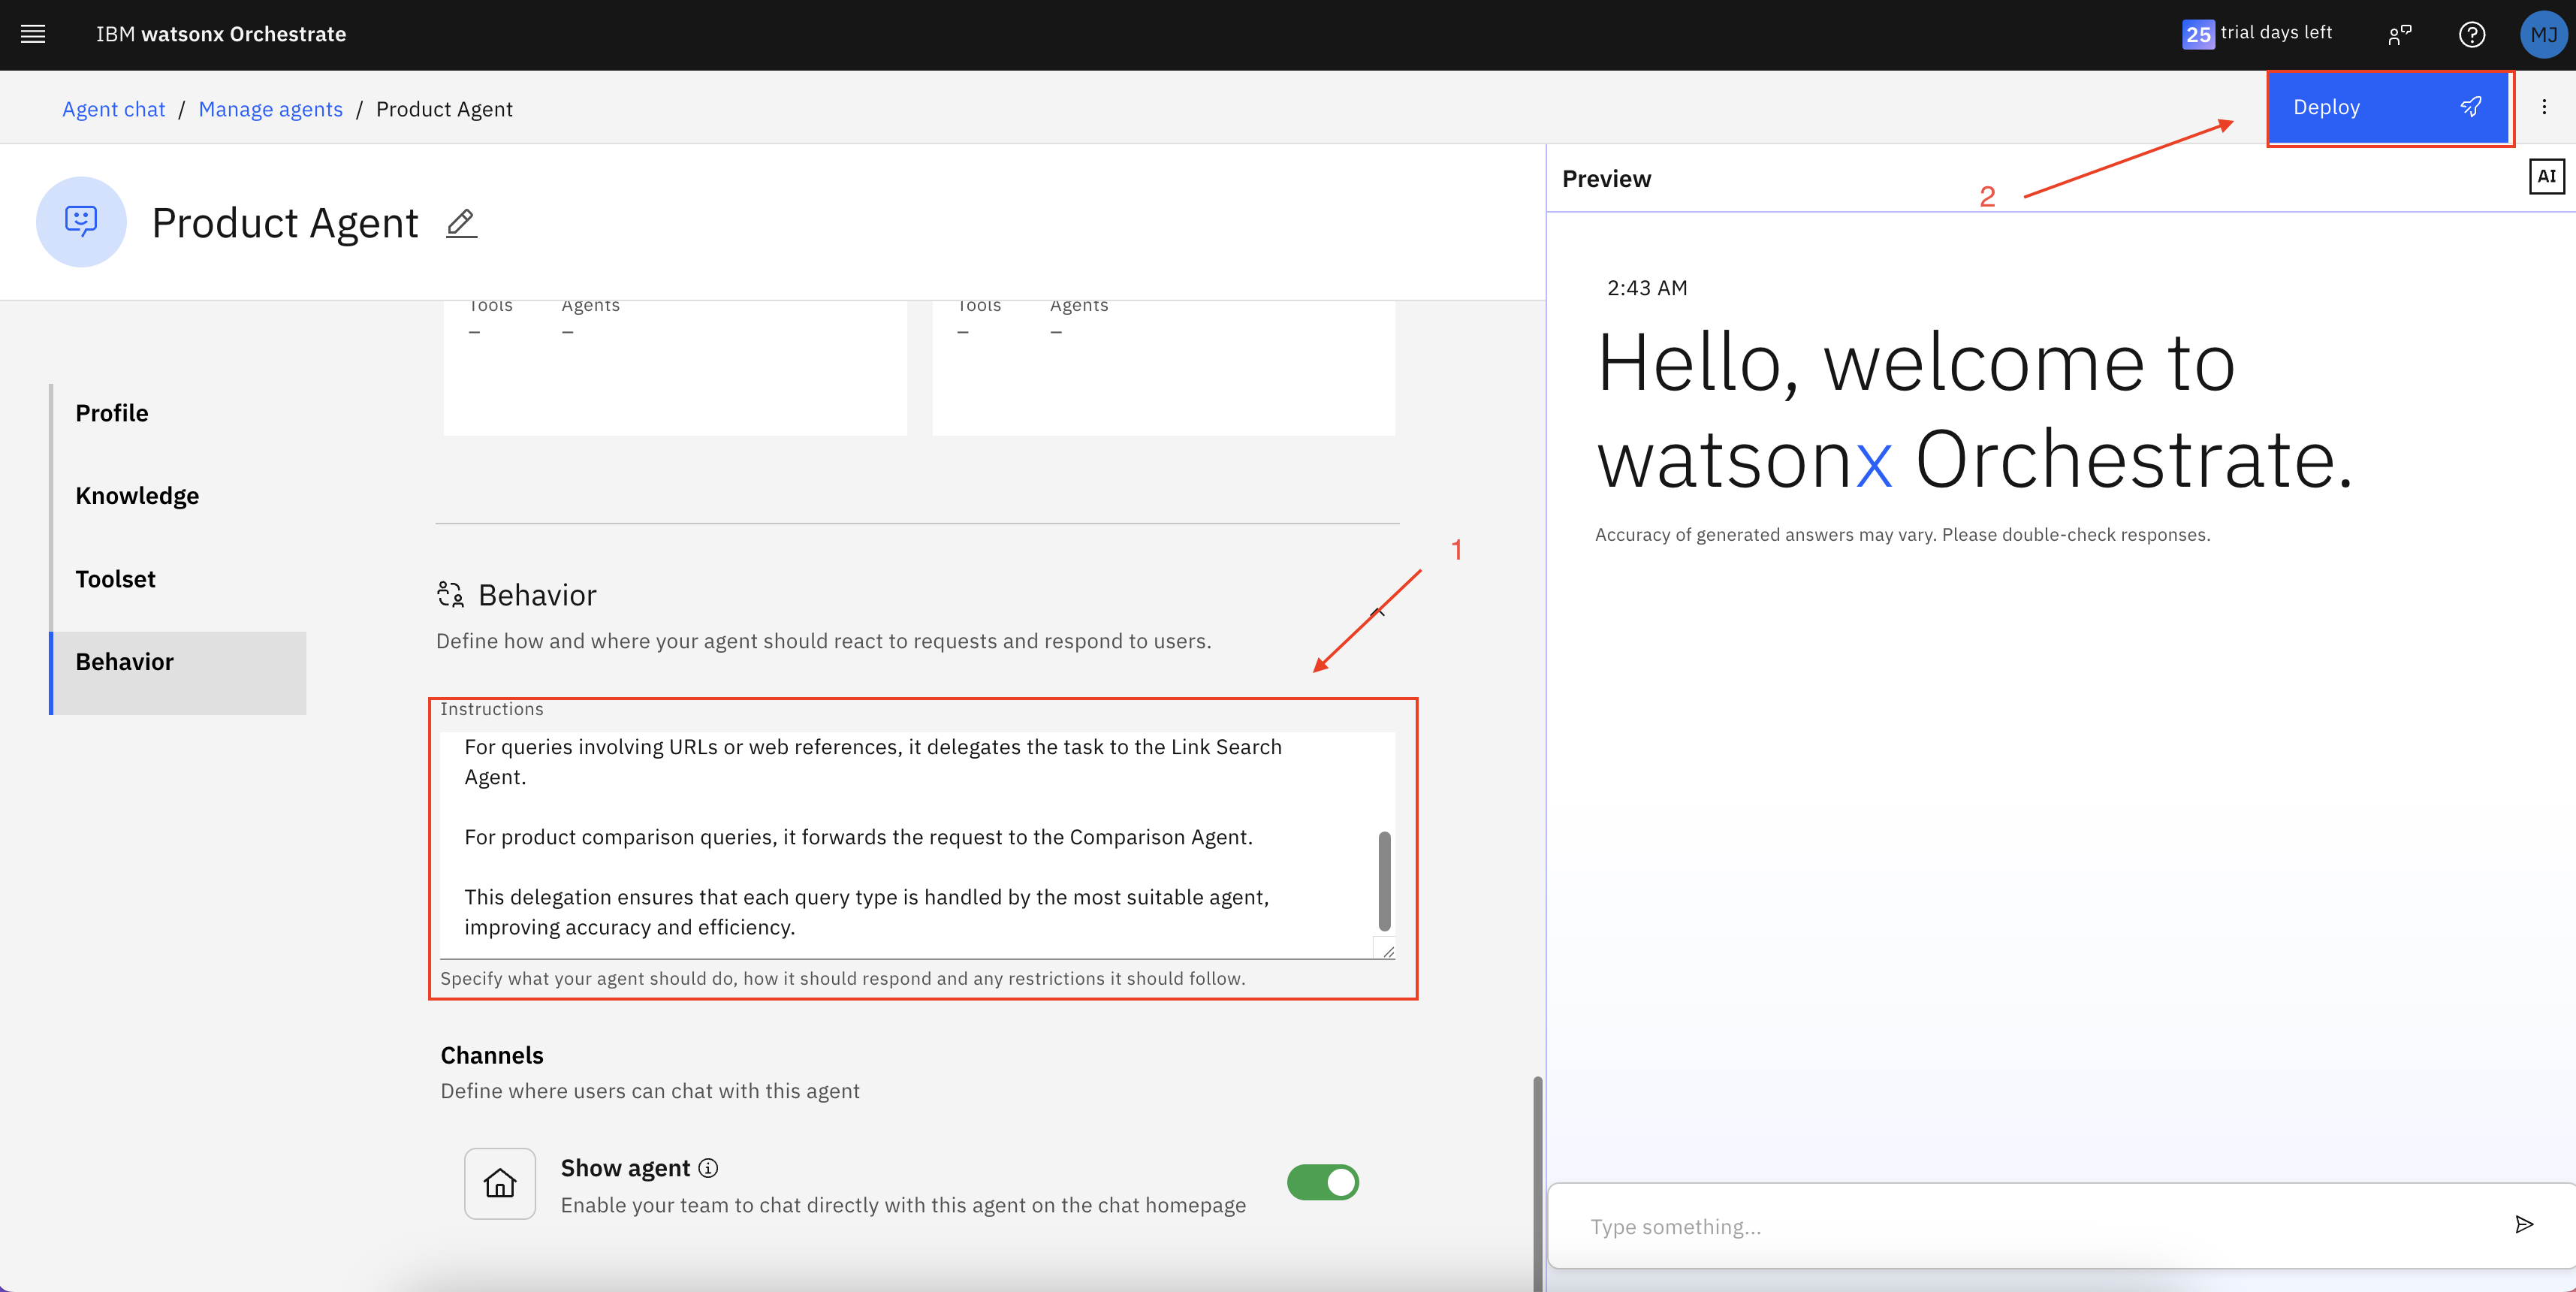 IBM watsonx Orchestrate
25 trial days left
MJ
Agent chat / Manage agents / Product Agent
Deploy
Product Agent
Preview
AI
2
Tools Agents
– –
Tools Agents
– –
2:43 AM
Hello, welcome to
watsonx Orchestrate.
Accuracy of generated answers may vary. Please double-check responses.
Profile
Knowledge
Toolset
Behavior
1
Behavior
Define how and where your agent should react to requests and respond to users.
Instructions
For queries involving URLs or web references, it delegates the task to the Link Search
Agent.
For product comparison queries, it forwards the request to the Comparison Agent.
This delegation ensures that each query type is handled by the most suitable agent,
improving accuracy and efficiency.
Specify what your agent should do, how it should respond and any restrictions it should follow.
Channels
Define where users can chat with this agent
Show agent
Enable your team to chat directly with this agent on the chat homepage
Type something...